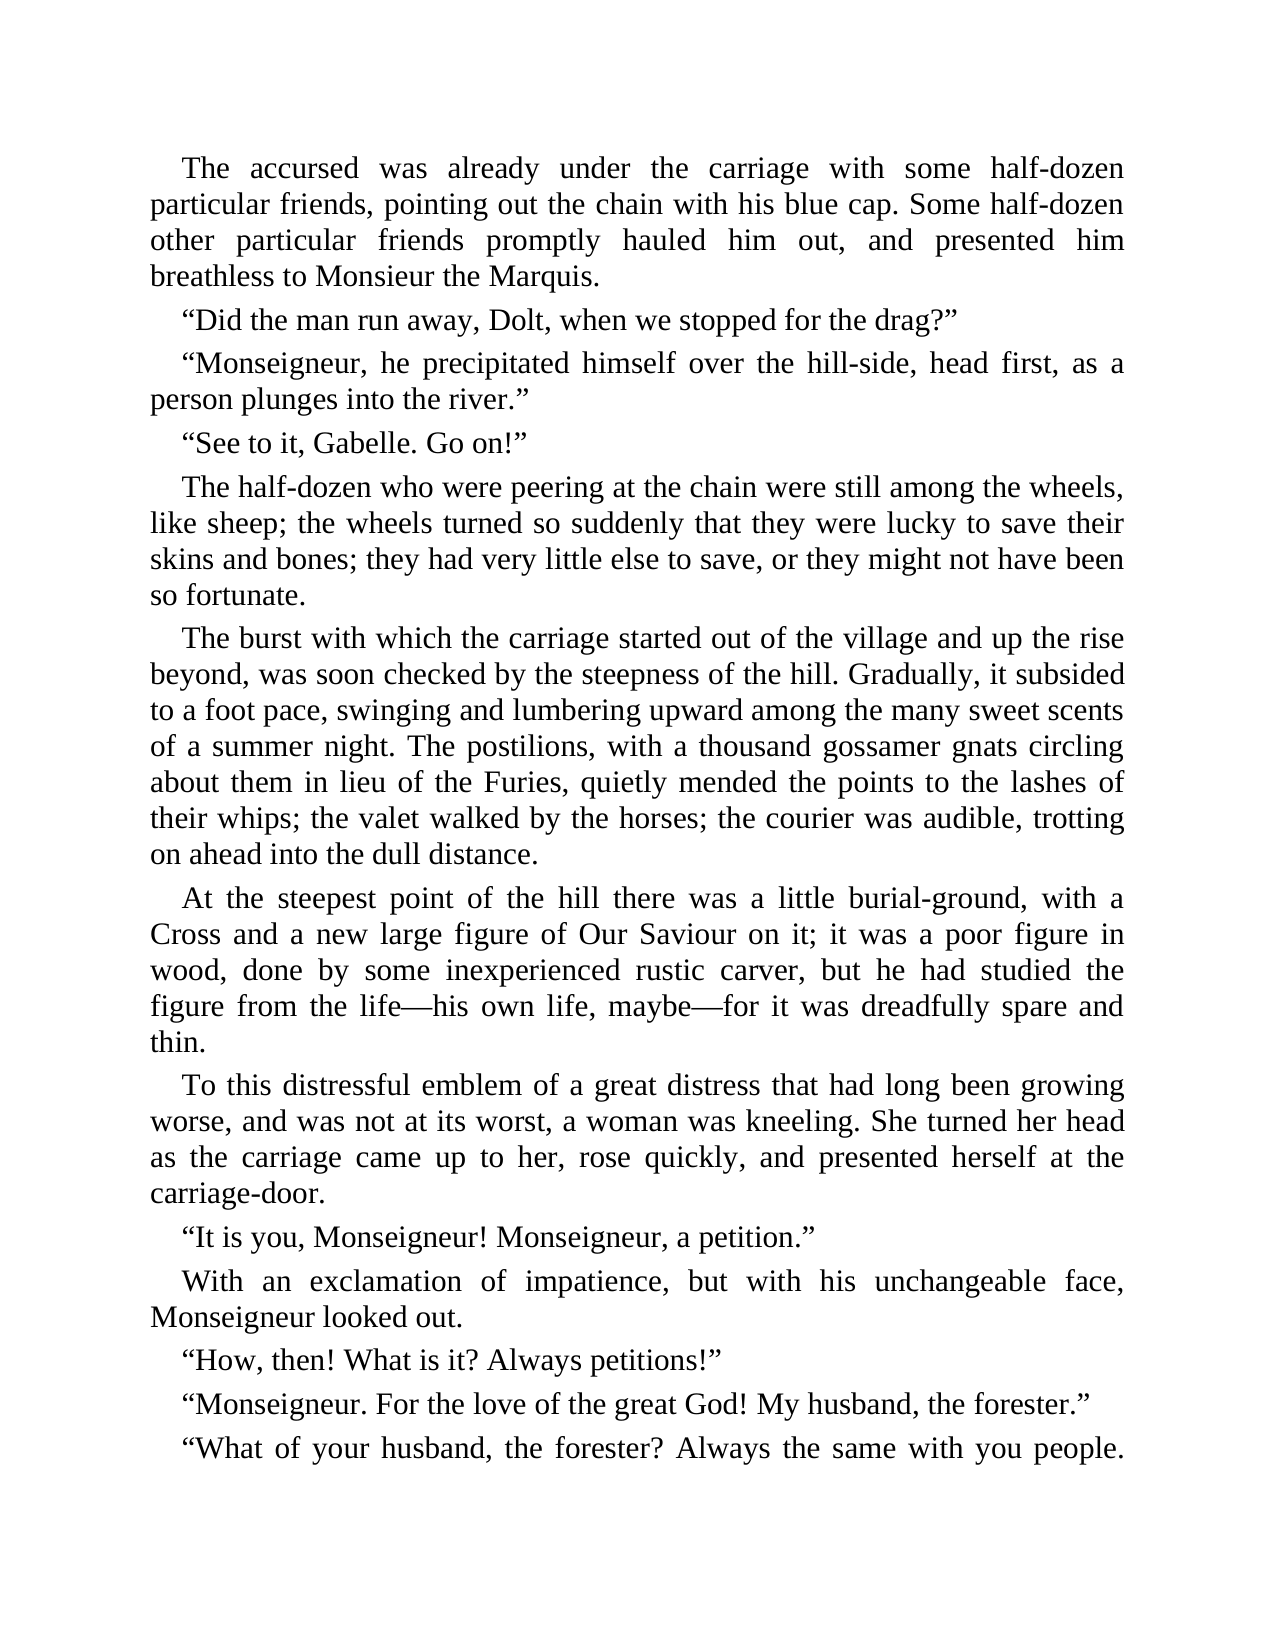 The accursed was already under the carriage with some half-dozen
particular friends, pointing out the chain with his blue cap. Some half-dozen
other particular friends promptly hauled him out, and presented him
breathless to Monsieur the Marquis.
“Did the man run away, Dolt, when we stopped for the drag?”
“Monseigneur, he precipitated himself over the hill-side, head first, as a
person plunges into the river.”
“See to it, Gabelle. Go on!”
The half-dozen who were peering at the chain were still among the wheels,
like sheep; the wheels turned so suddenly that they were lucky to save their
skins and bones; they had very little else to save, or they might not have been
so fortunate.
The burst with which the carriage started out of the village and up the rise
beyond, was soon checked by the steepness of the hill. Gradually, it subsided
to a foot pace, swinging and lumbering upward among the many sweet scents
of a summer night. The postilions, with a thousand gossamer gnats circling
about them in lieu of the Furies, quietly mended the points to the lashes of
their whips; the valet walked by the horses; the courier was audible, trotting
on ahead into the dull distance.
At the steepest point of the hill there was a little burial-ground, with a
Cross and a new large figure of Our Saviour on it; it was a poor figure in
wood, done by some inexperienced rustic carver, but he had studied the
figure from the life—his own life, maybe—for it was dreadfully spare and
thin.
To this distressful emblem of a great distress that had long been growing
worse, and was not at its worst, a woman was kneeling. She turned her head
as the carriage came up to her, rose quickly, and presented herself at the
carriage-door.
“It is you, Monseigneur! Monseigneur, a petition.”
With an exclamation of impatience, but with his unchangeable face,
Monseigneur looked out.
“How, then! What is it? Always petitions!”
“Monseigneur. For the love of the great God! My husband, the forester.”
“What of your husband, the forester? Always the same with you people.